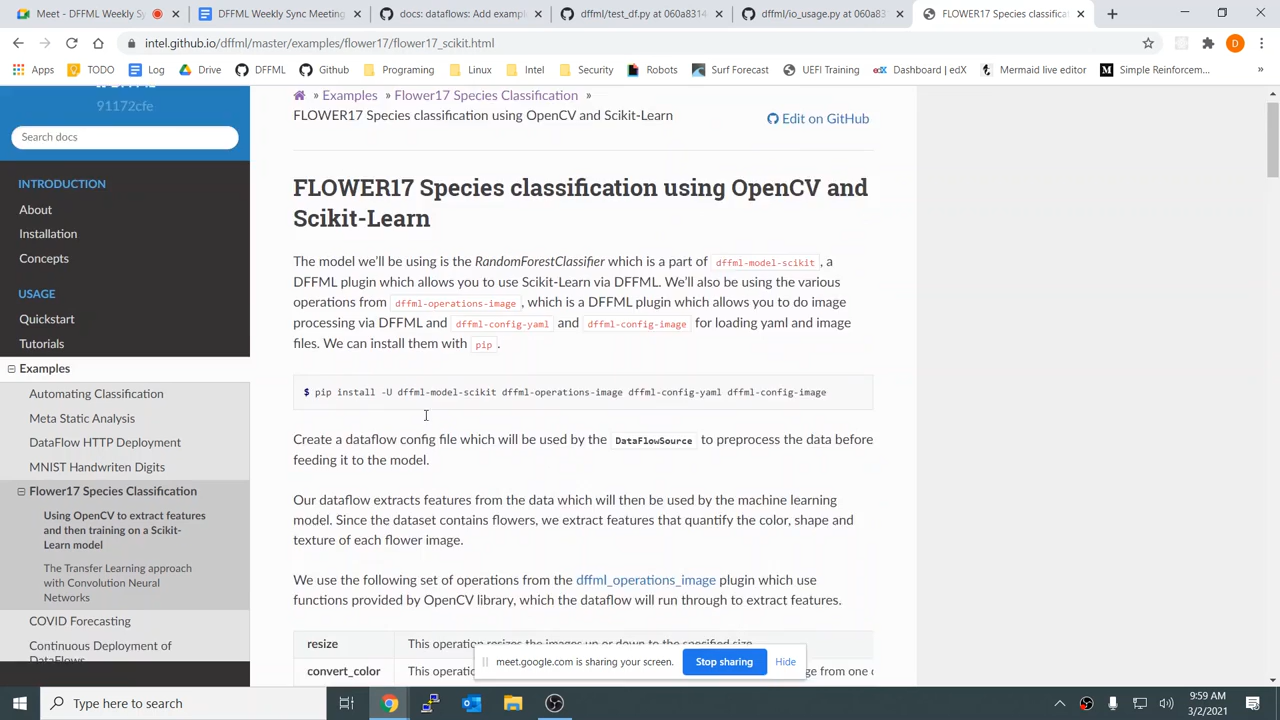 Meet - DFFML Weekly Sy
DFFML Weekly Sync Meeting
docs: dataflows: Add example
dffml/test_df.py at 060a8314
dffml/io_usage.py at 060a83
FLOWER17 Species classificati
intel.github.io/dffml/master/examples/flower17/flower17_scikit.html
D
Apps
TODO
Log
Drive
DFFML
Github
Programing
Linux
Intel
Security
Robots
Surf Forecast
UEFI Training
Dashboard | edX
Mermaid live editor
Simple Reinforcem...
»
91172cfe
Search docs
INTRODUCTION
About
Installation
Concepts
USAGE
Quickstart
Tutorials
Examples
Automating Classification
Meta Static Analysis
DataFlow HTTP Deployment
MNIST Handwriten Digits
Flower17 Species Classification
Using OpenCV to extract features
and then training on a Scikit-
Learn model
The Transfer Learning approach
with Convolution Neural
Networks
COVID Forecasting
Continuous Deployment of
DataFlows
» Examples » Flower17 Species Classification »
FLOWER17 Species classification using OpenCV and Scikit-Learn
Edit on GitHub
FLOWER17 Species classification using OpenCV and
Scikit-Learn
The model we'll be using is the RandomForestClassifier which is a part of dffml-model-scikit , a
DFFML plugin which allows you to use Scikit-Learn via DFFML. We'll also be using the various
operations from dffml-operations-image , which is a DFFML plugin which allows you to do image
processing via DFFML and dffml-config-yaml and dffml-config-image for loading yaml and image
files. We can install them with pip .
$ pip install -U dffml-model-scikit dffml-operations-image dffml-config-yaml dffml-config-image
Create a dataflow config file which will be used by the DataFlowSource to preprocess the data before
feeding it to the model.
Our dataflow extracts features from the data which will then be used by the machine learning
model. Since the dataset contains flowers, we extract features that quantify the color, shape and
texture of each flower image.
We use the following set of operations from the dffml_operations_image plugin which use
functions provided by OpenCV library, which the dataflow will run through to extract features.
resize
This operation resizes the images up or down to the specified size.
convert_color
This opera
ge from one c
meet.google.com is sharing your screen.
Stop sharing
Hide
Type here to search
9:59 AM
3/2/2021